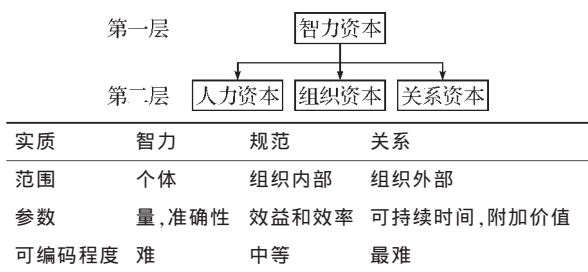 第一层 智力资本
第二层 人力资本 组织资本 关系资本
实质 智力 规范 关系
范围 个体 组织内部 组织外部
参数 量,准确性 效益和效率 可持续时间,附加价值
可编码程度 难 中等 最难